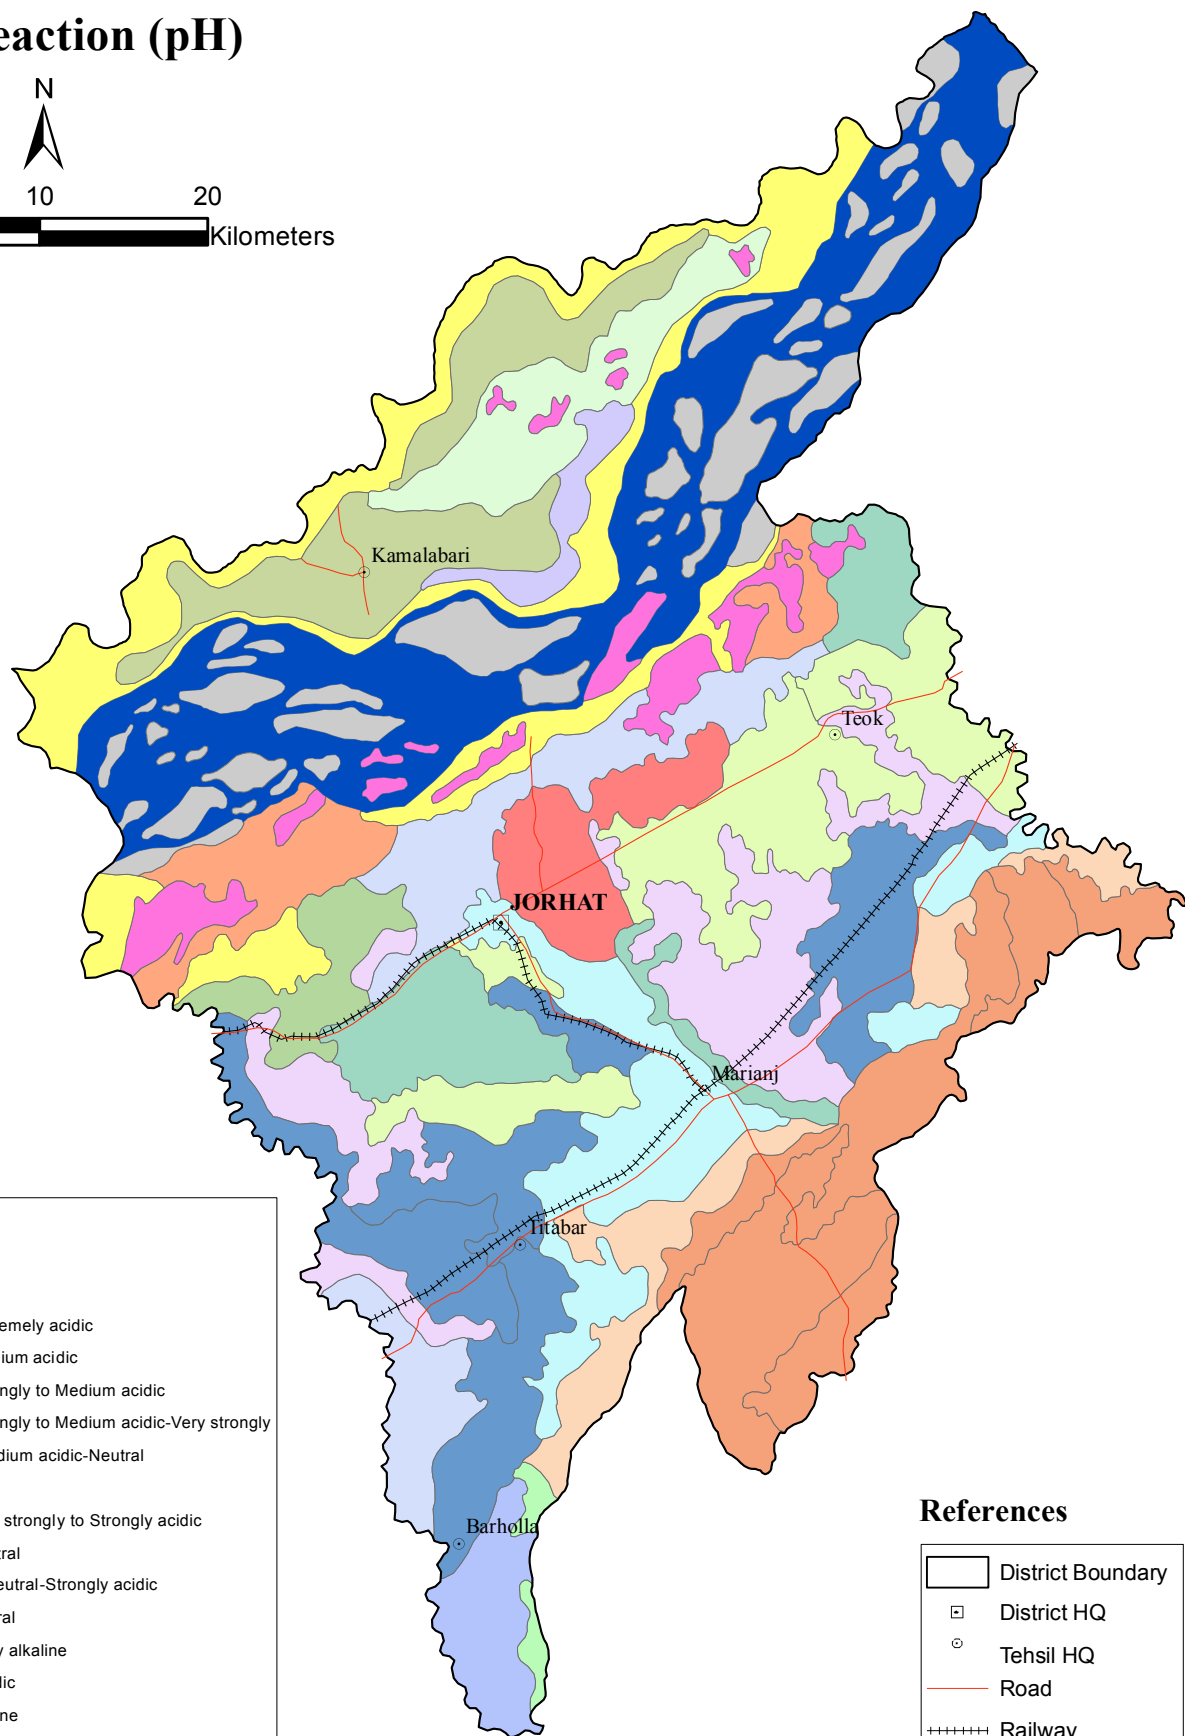 eaction (pH)
N
10 20
Kilometers
Kamalabari
Teok
JORHAT
Marianj
Titabar
Barholla
emely acidic
ium acidic
ngly to Medium acidic
ngly to Medium acidic-Very strongly
dium acidic-Neutral
strongly to Strongly acidic
tral
eutral-Strongly acidic
ral
y alkaline
lic
ne
References
District Boundary
District HQ
Tehsil HQ
Road
Railway